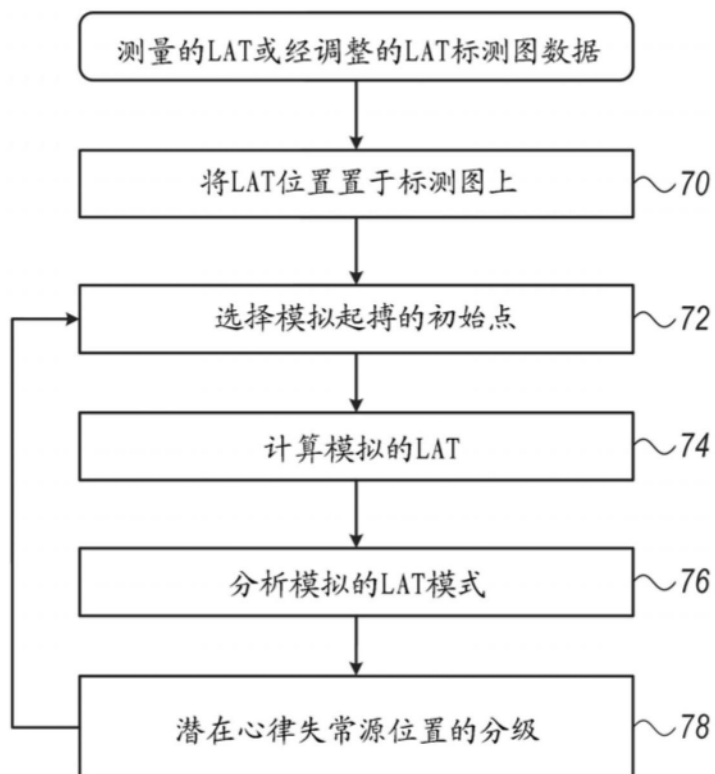 测量的LAT或经调整的LAT标测图数据
将LAT位置置于标测图上
70
选择模拟起搏的初始点
72
计算模拟的LAT
74
分析模拟的LAT模式
76
潜在心律失常源位置的分级
78